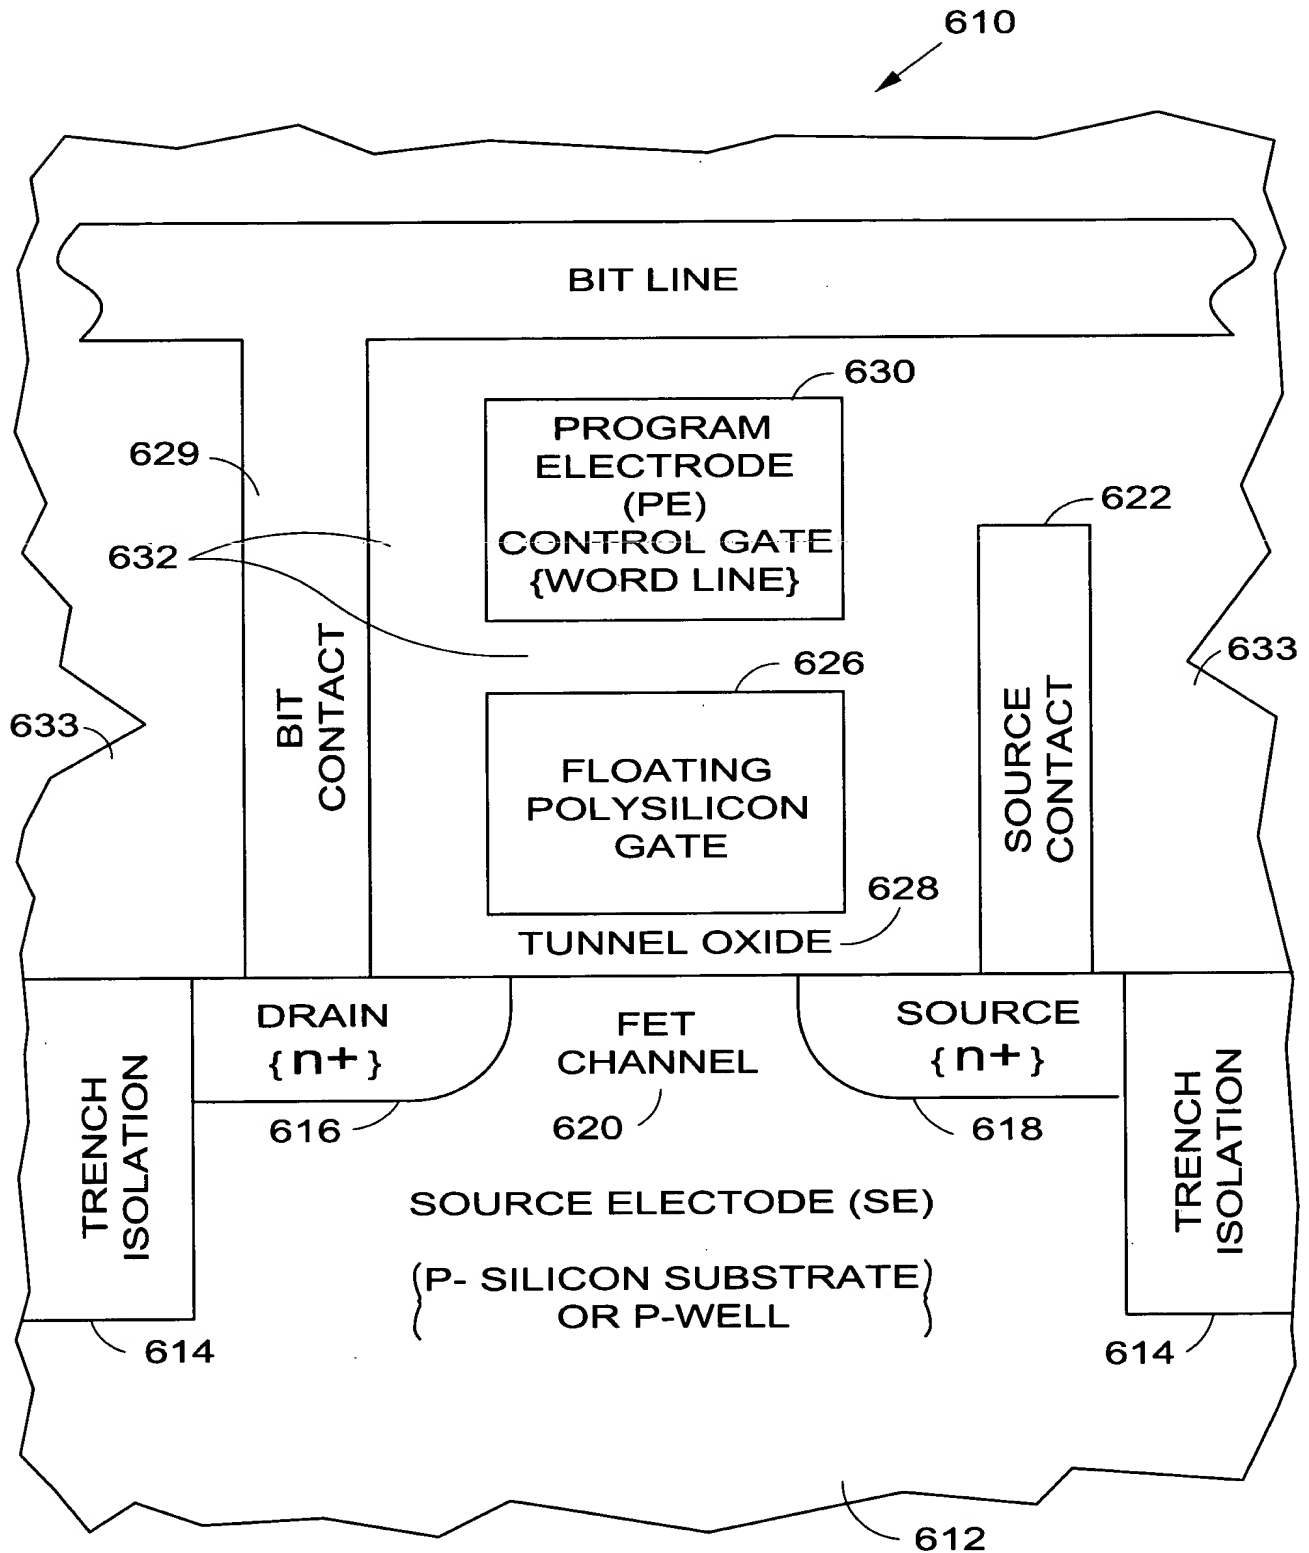 610
BIT LINE
630
PROGRAM
ELECTRODE
(PE)
CONTROL GATE
{WORD LINE}
629
622
632
BIT
CONTACT
626
633
633
SOURCE
CONTACT
FLOATING
POLYSILICON
GATE
628
TUNNEL OXIDE
DRAIN
{n+}
FET
CHANNEL
SOURCE
{n+}
TRENCH
ISOLATION
TRENCH
ISOLATION
616
620
618
SOURCE ELECTODE (SE)
{P- SILICON SUBSTRATE
OR P-WELL}
614
614
612